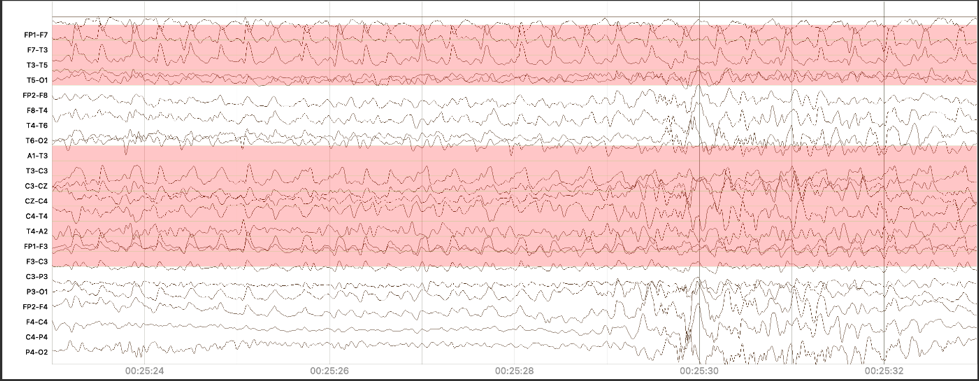 FP1-F7
F7-T3
T3-T5
T5-O1
FP2-F8
F8-T4
T4-T6
T6-O2
A1-T3
T3-C3
C3-CZ
CZ-C4
C4-T4
T4-A2
FP1-F3
F3-C3
C3-P3
P3-O1
FP2-F4
F4-C4
C4-P4
P4-O2
00:25:24 00:25:26 00:25:28 00:25:30 00:25:32